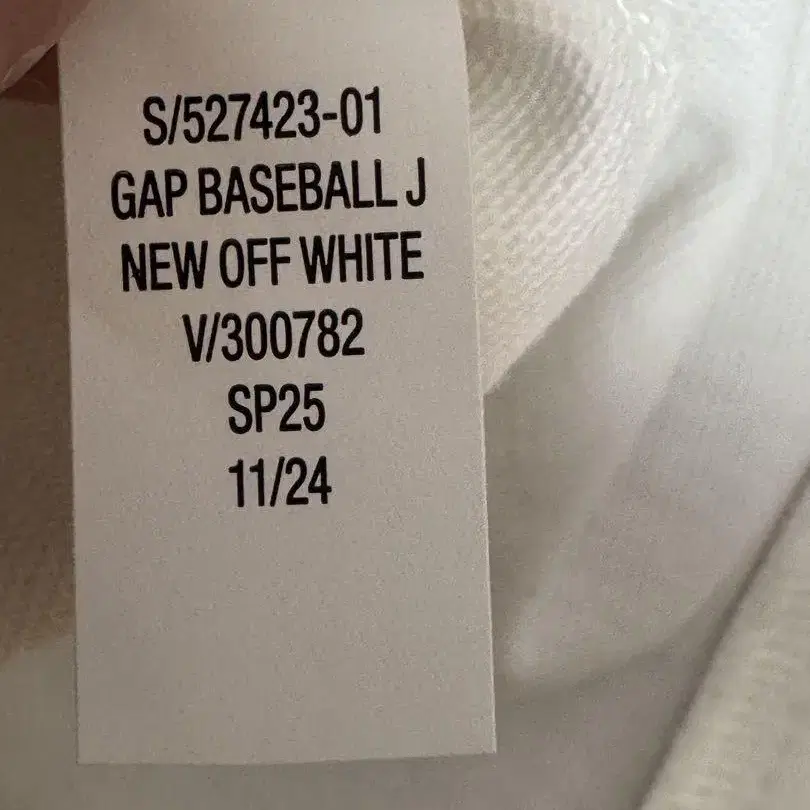 S/527423-01
GAP BASEBALL J
NEW OFF WHITE
V/300782
SP25
11/24